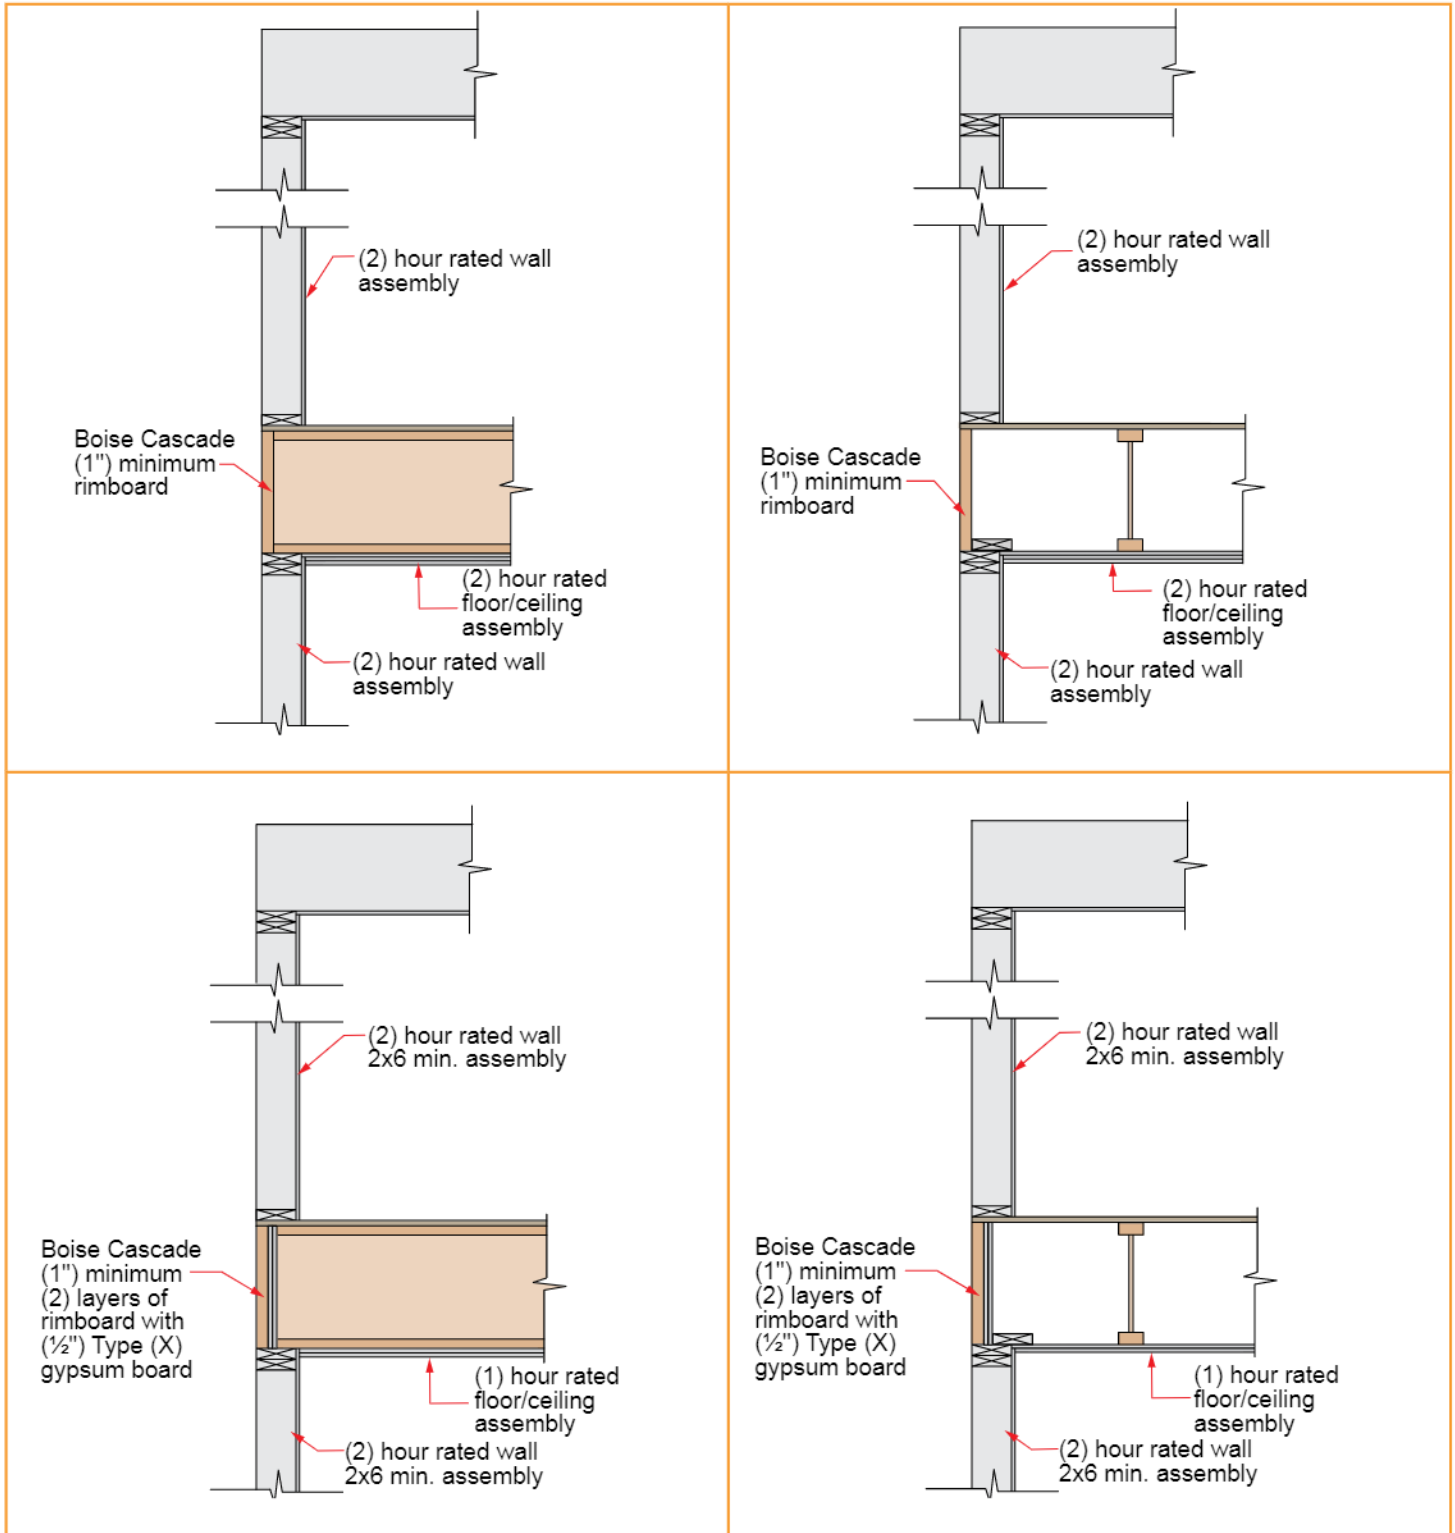 (2) hour rated wall
assembly
Boise Cascade
(1") minimum
rimboard
(2) hour rated
floor/ceiling
assembly
(2) hour rated wall
assembly
(2) hour rated wall
assembly
Boise Cascade
(1") minimum
rimboard
(2) hour rated
floor/ceiling
assembly
(2) hour rated wall
assembly
(2) hour rated wall
2x6 min. assembly
Boise Cascade
(1") minimum
(2) layers of
rimboard with
(½") Type (X)
gypsum board
(1) hour rated
floor/ceiling
assembly
(2) hour rated wall
2x6 min. assembly
(2) hour rated wall
2x6 min. assembly
Boise Cascade
(1") minimum
(2) layers of
rimboard with
(½") Type (X)
gypsum board
(1) hour rated
floor/ceiling
assembly
(2) hour rated wall
2x6 min. assembly